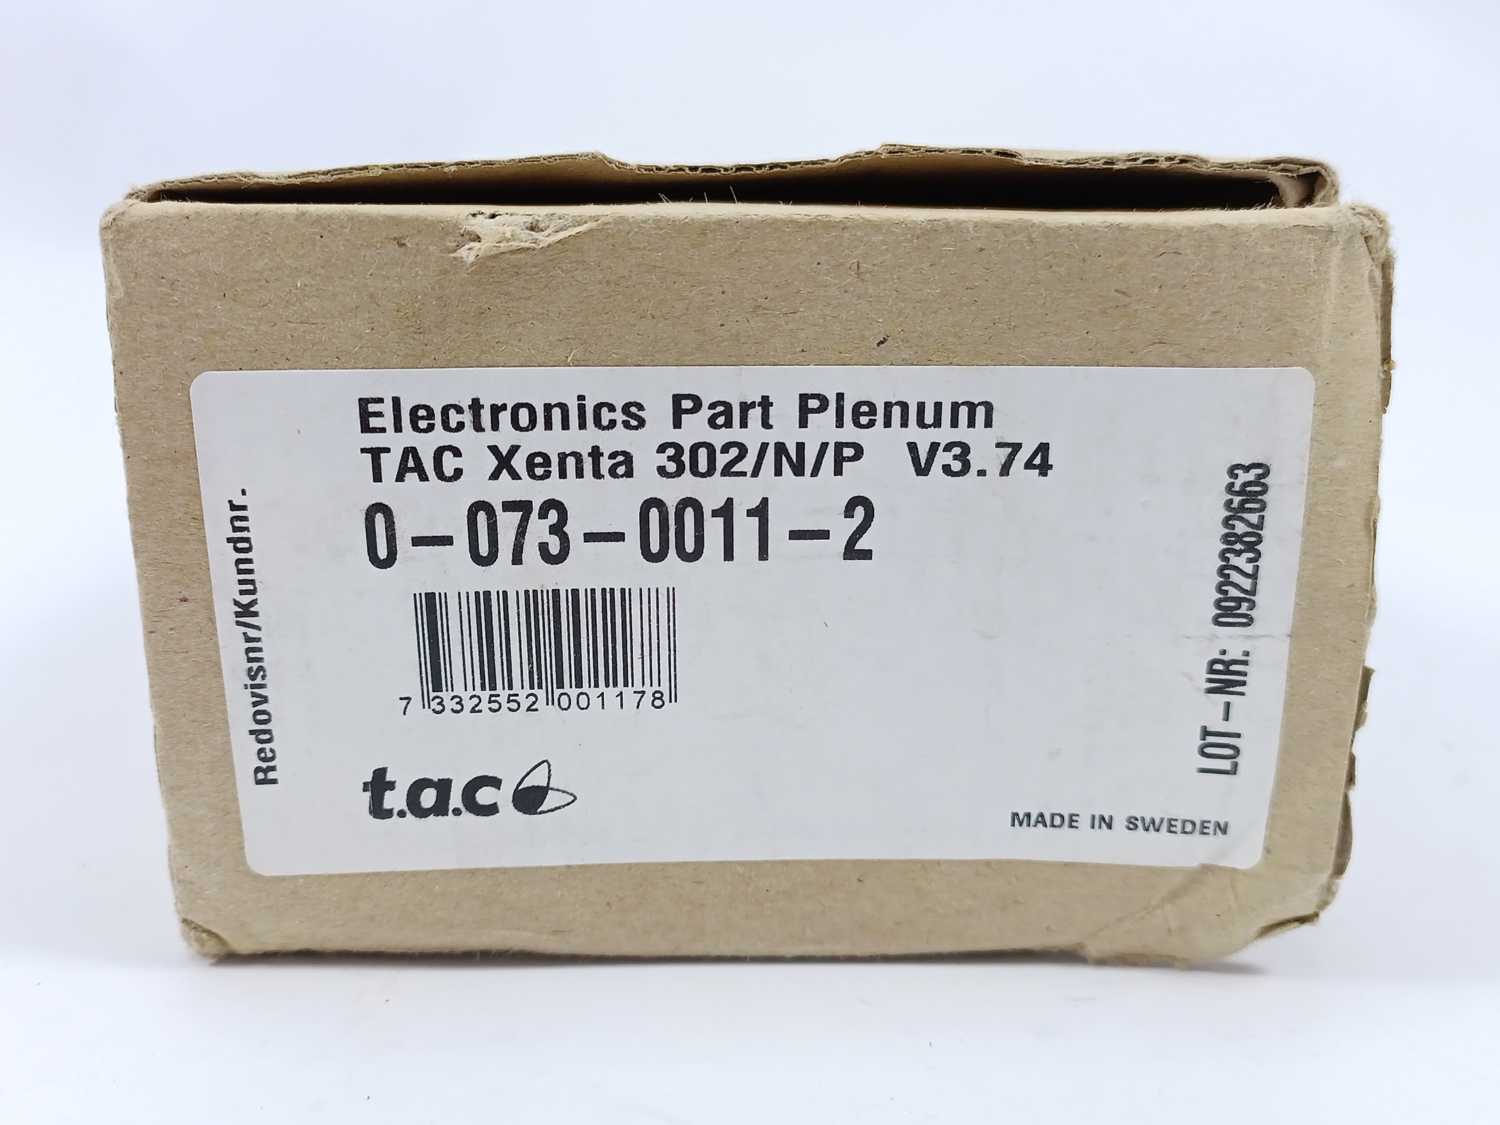 Electronics Part Plenum
TAC Xenta 302/N/P V3.74
0-073-0011-2
7 332552 001178
t.a.c
MADE IN SWEDEN
Redovisnr/Kundnr.
LOT-NR: 0922382663